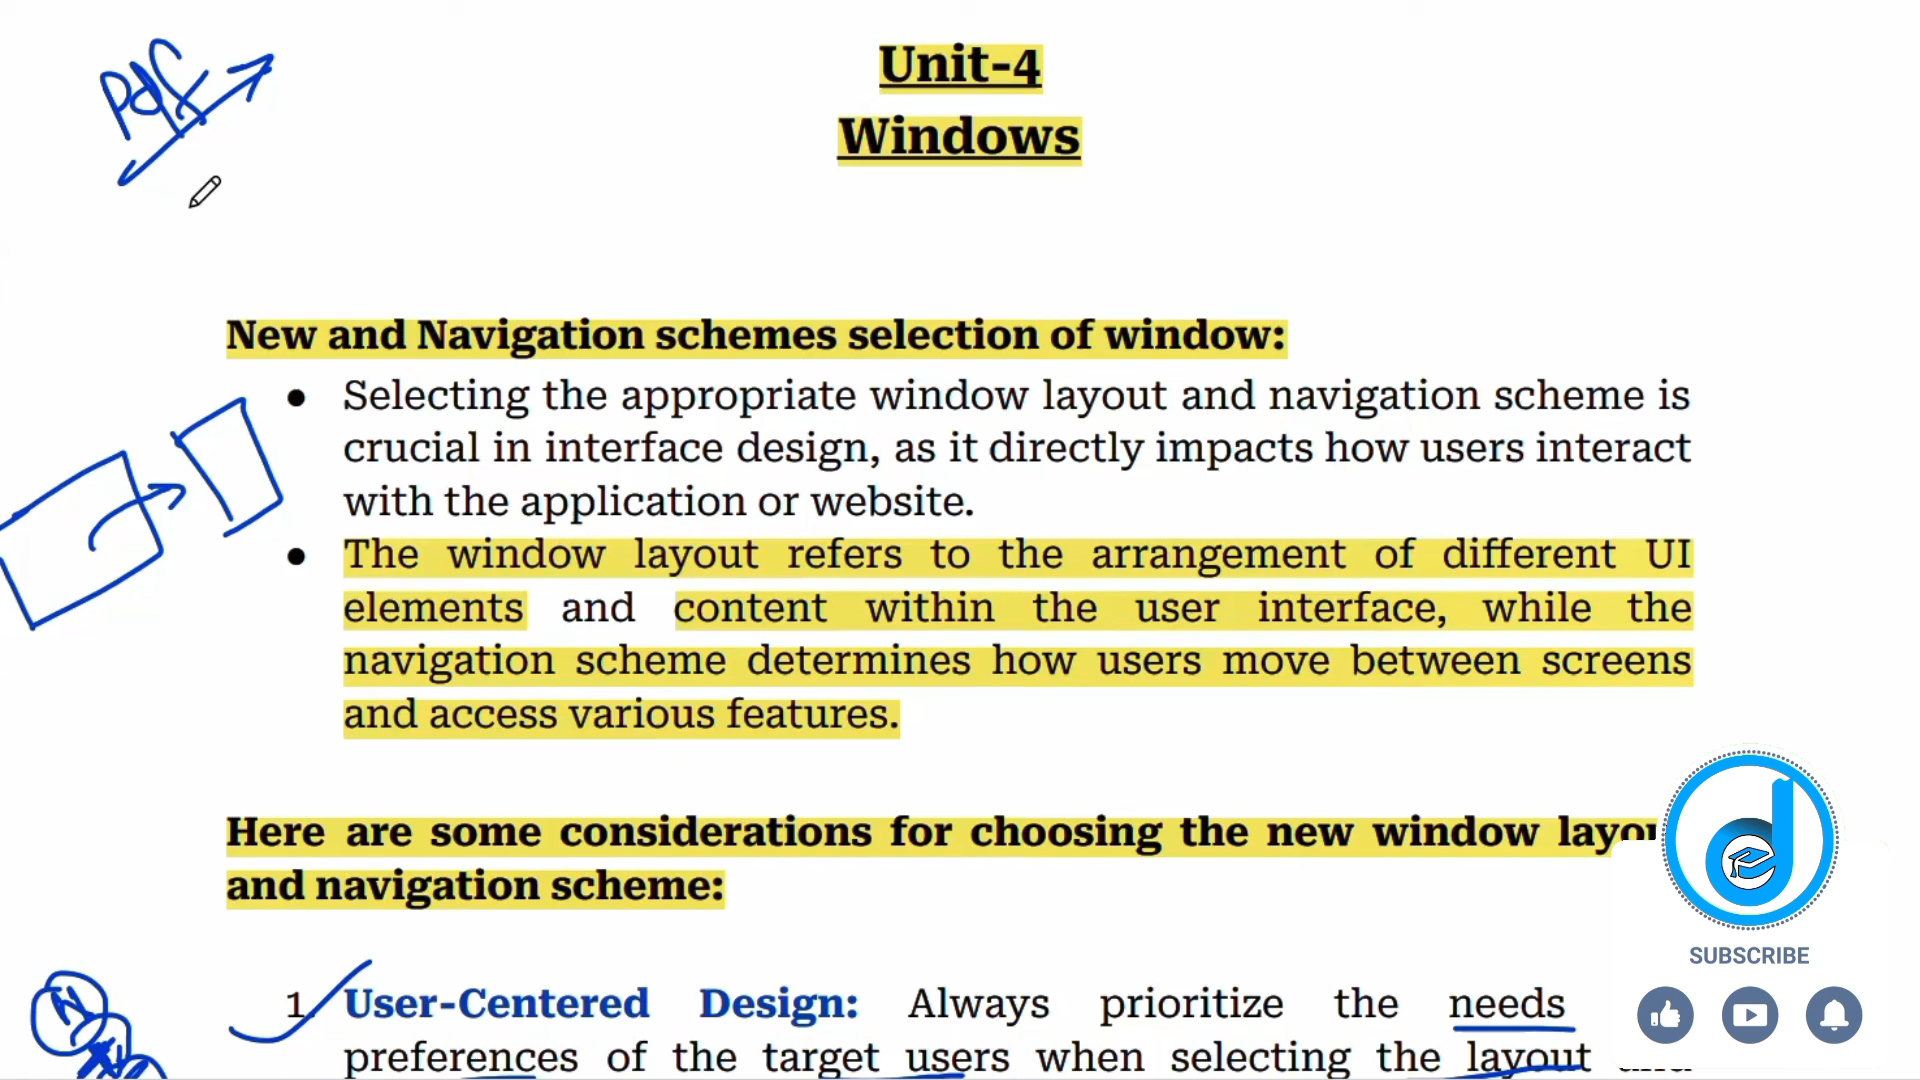 Pdf
Unit-4
Windows
New and Navigation schemes selection of window:
● Selecting the appropriate window layout and navigation scheme is
crucial in interface design, as it directly impacts how users interact
with the application or website.
● The window layout refers to the arrangement of different UI
elements and content within the user interface, while the
navigation scheme determines how users move between screens
and access various features.
Here are some considerations for choosing the new window layou
and navigation scheme:
SUBSCRIBE
1. User-Centered Design: Always prioritize the needs
preferences of the target users when selecting the layout and